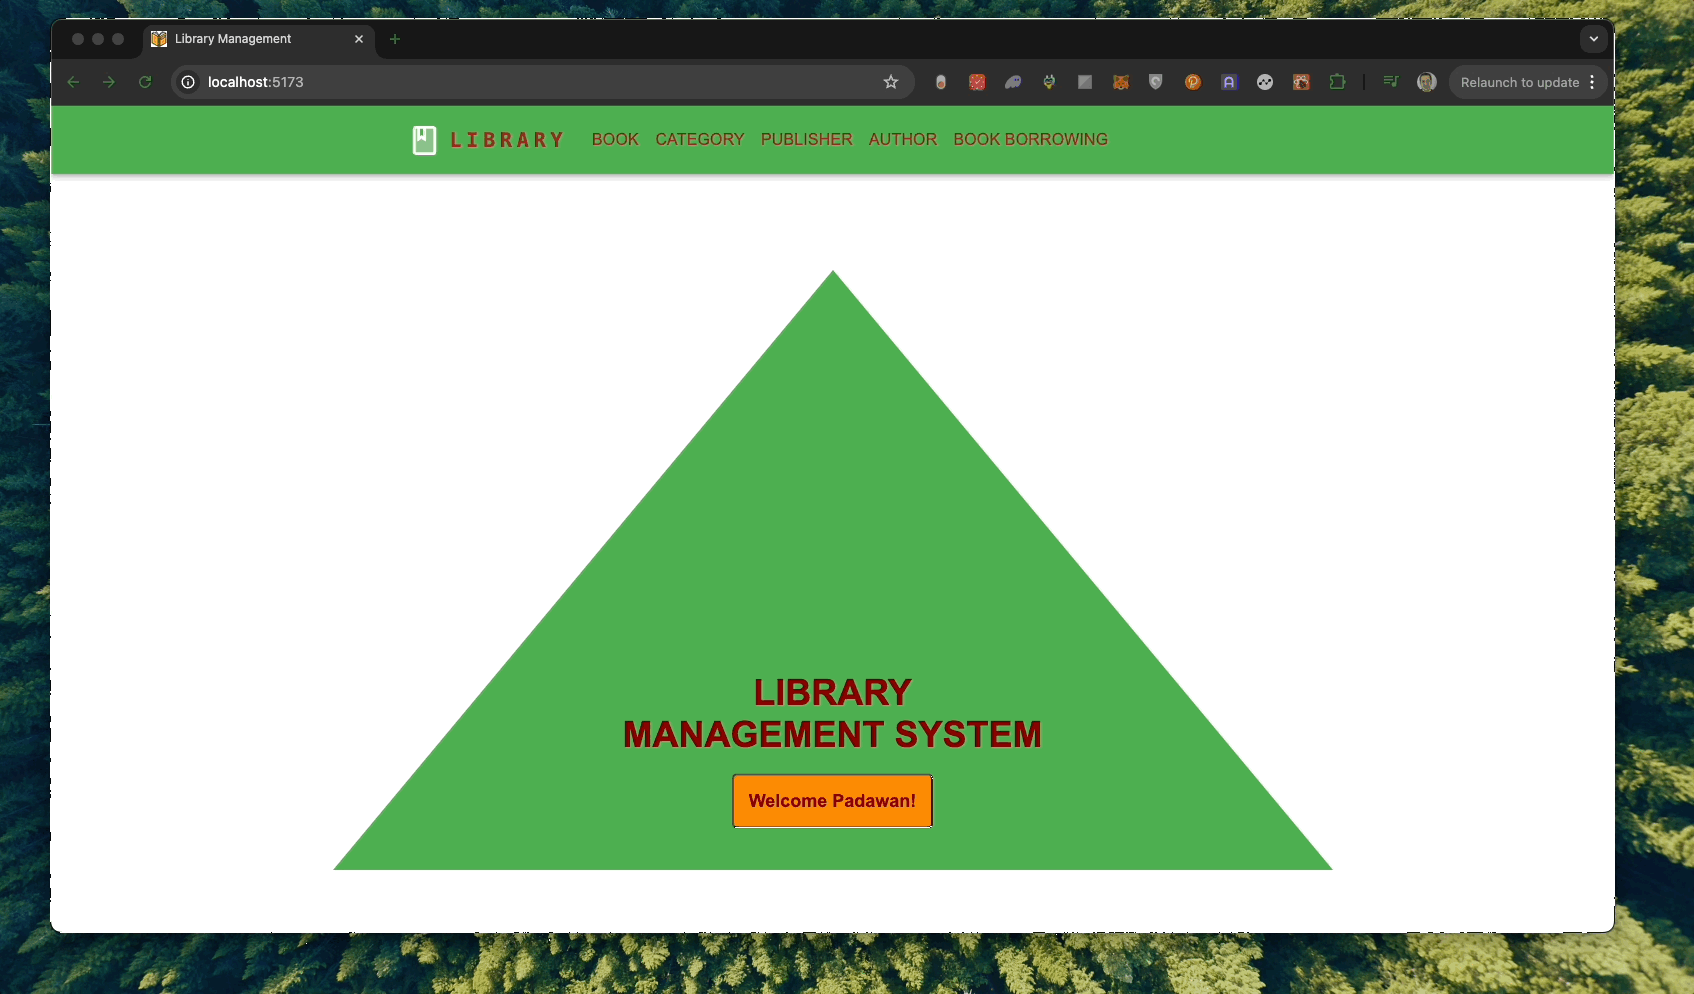 Library Management
localhost:5173
Relaunch to update
LIBRARY BOOK CATEGORY PUBLISHER AUTHOR BOOK BORROWING
LIBRARY
MANAGEMENT SYSTEM
Welcome Padawan!